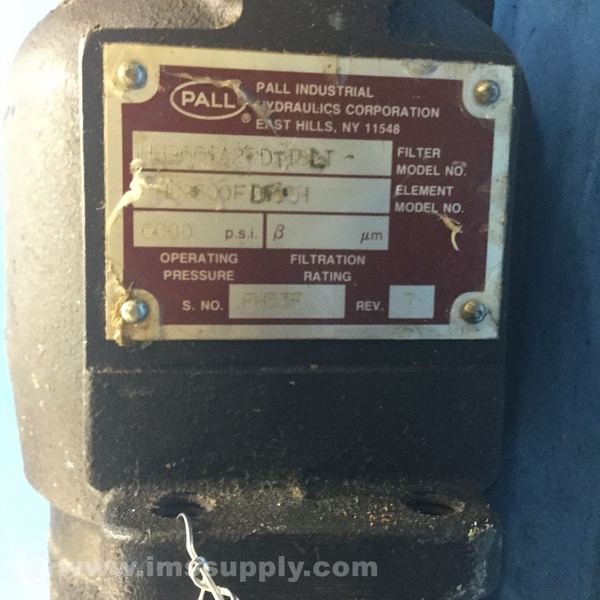 PALL
PALL INDUSTRIAL
HYDRAULICS CORPORATION
® EAST HILLS, NY 11548
FILTER
MODEL NO.
ELEMENT
MODEL NO.
p.s.i. β μm
OPERATING
PRESSURE
FILTRATION
RATING
S. NO. REV.
www.imssupply.com